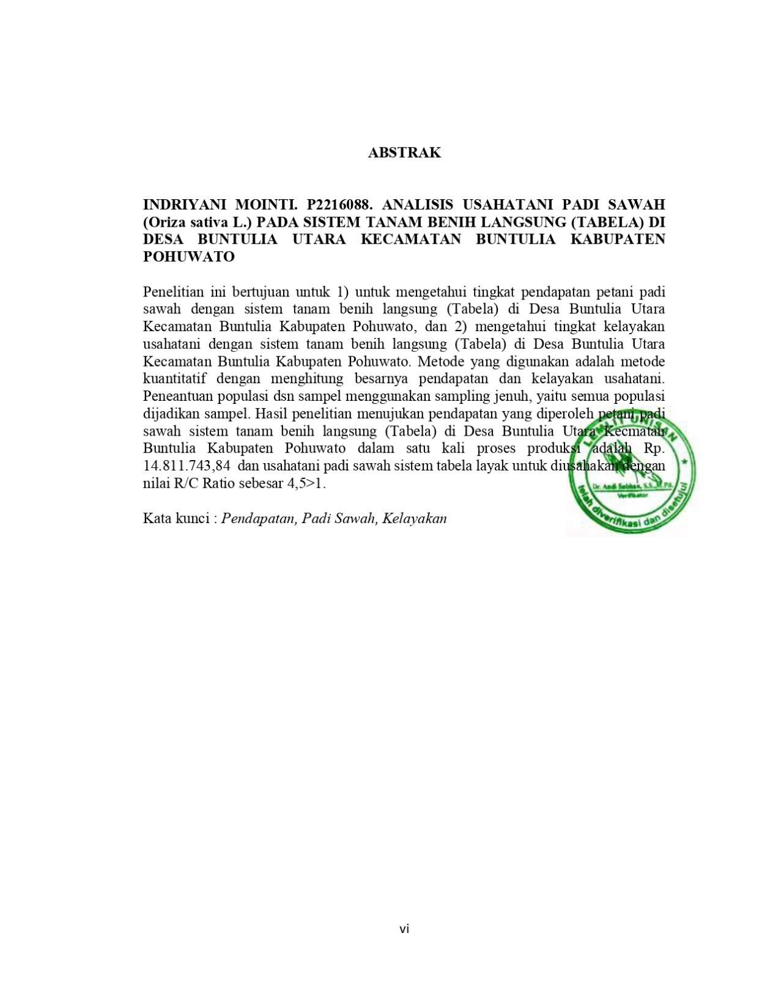 ABSTRAK
INDRIYANI MOINTI. P2216088. ANALISIS USAHATANI PADI SAWAH
(Oriza sativa L.) PADA SISTEM TANAM BENIH LANGSUNG (TABELA) DI
DESA BUNTULIA UTARA KECAMATAN BUNTULIA KABUPATEN
POHUWATO
Penelitian ini bertujuan untuk 1) untuk mengetahui tingkat pendapatan petani padi
sawah dengan sistem tanam benih langsung (Tabela) di Desa Buntulia Utara
Kecamatan Buntulia Kabupaten Pohuwato, dan 2) mengetahui tingkat kelayakan
usahatani dengan sistem tanam benih langsung (Tabela) di Desa Buntulia Utara
Kecamatan Buntulia Kabupaten Pohuwato. Metode yang digunakan adalah metode
kuantitatif dengan menghitung besarnya pendapatan dan kelayakan usahatani.
Peneantuan populasi dsn sampel menggunakan sampling jenuh, yaitu semua populasi
dijadikan sampel. Hasil penelitian menujukan pendapatan yang diperoleh petani padi
sawah sistem tanam benih langsung (Tabela) di Desa Buntulia Utara Kecmatan
Buntulia Kabupaten Pohuwato dalam satu kali proses produksi adalah Rp.
14.811.743,84 dan usahatani padi sawah sistem tabela layak untuk diusahakan dengan
nilai R/C Ratio sebesar 4,5>1.
LEMLIT UNISAN
Dr. Andi Subhan, S.S., M.Pd.
Verifikator
telah diverifikasi dan disetujui
Kata kunci : Pendapatan, Padi Sawah, Kelayakan
vi